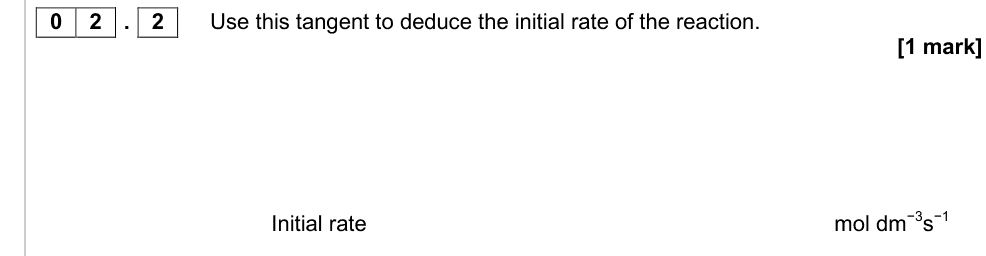 0 2 . 2 Use this tangent to deduce the initial rate of the reaction.
[1 mark]
Initial rate mol dm⁻³s⁻¹